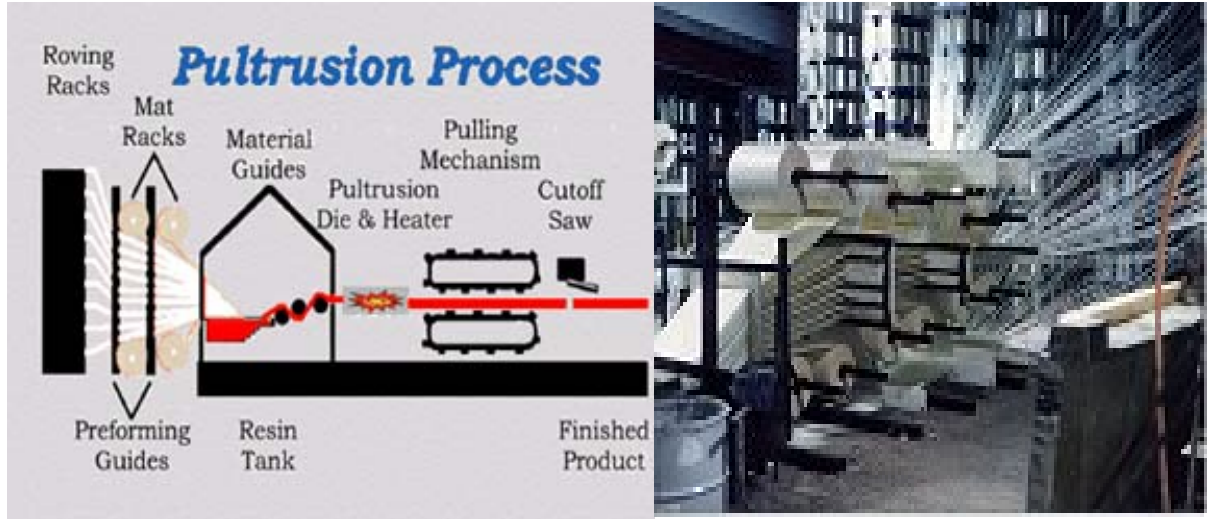 Pultrusion Process
Roving
Racks
Mat
Racks
Material
Guides
Pultrusion
Die & Heater
Pulling
Mechanism
Cutoff
Saw
Preforming
Guides
Resin
Tank
Finished
Product